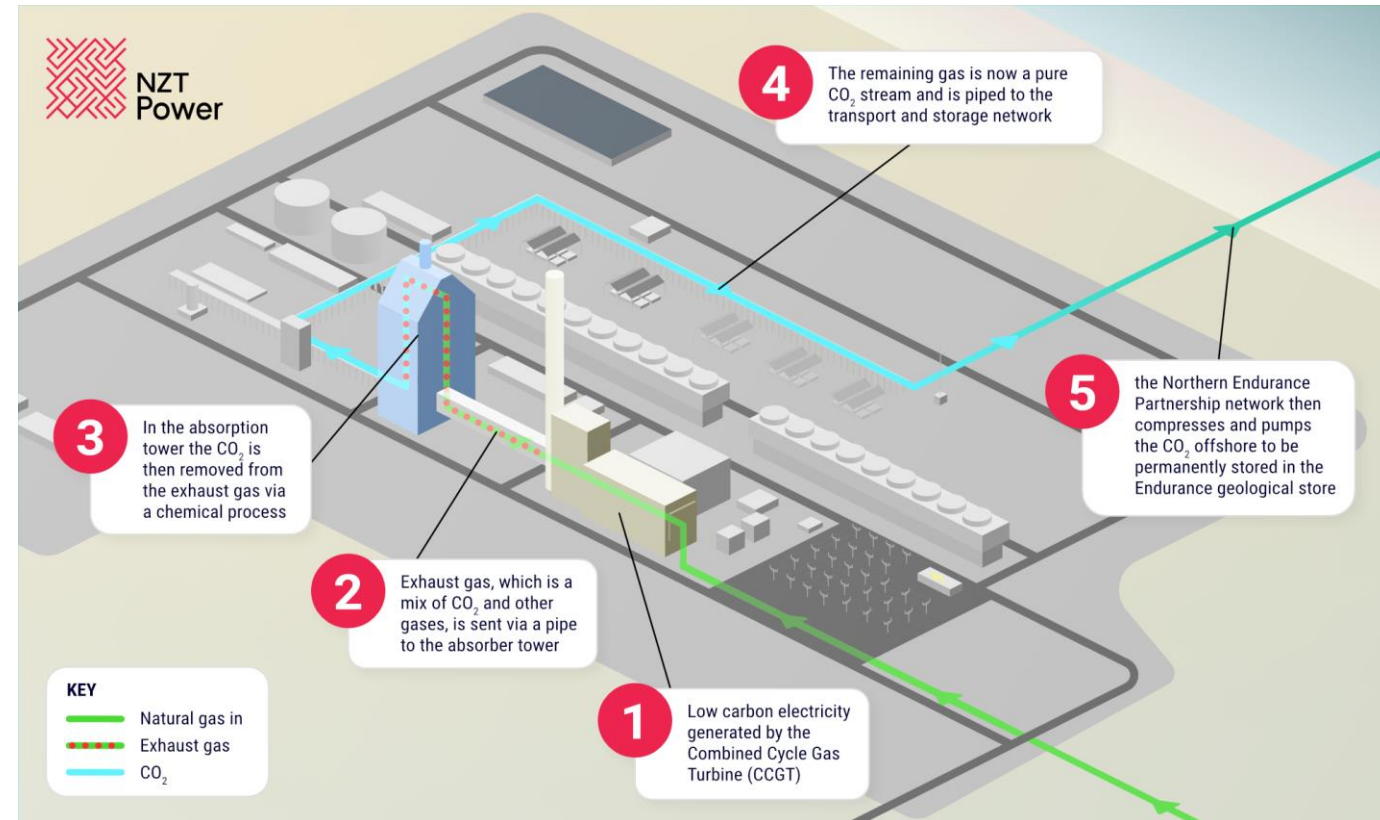 NZT
Power
4
The remaining gas is now a pure
CO₂ stream and is piped to the
transport and storage network
3
In the absorption
tower the CO₂ is
then removed from
the exhaust gas via
a chemical process
5
the Northern Endurance
Partnership network then
compresses and pumps
the CO₂ offshore to be
permanently stored in the
Endurance geological store
2
Exhaust gas, which is a
mix of CO₂ and other
gases, is sent via a pipe
to the absorber tower
1
Low carbon electricity
generated by the
Combined Cycle Gas
Turbine (CCGT)
KEY
Natural gas in
Exhaust gas
CO₂